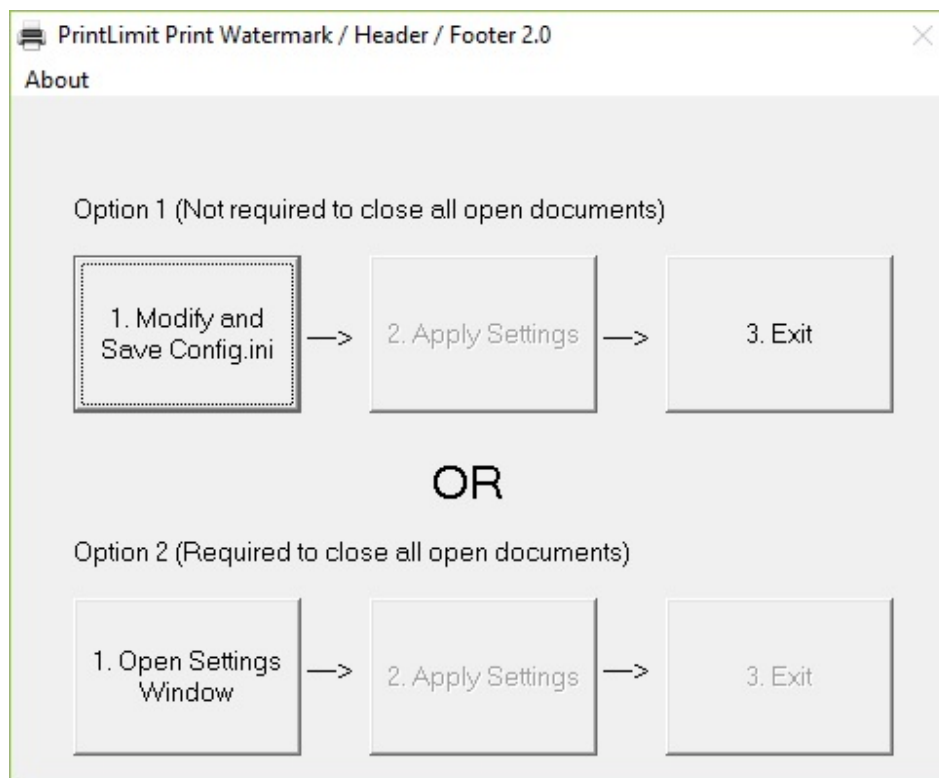 PrintLimit Print Watermark / Header / Footer 2.0
About
Option 1 (Not required to close all open documents)
1. Modify and
Save Config.ini
—>
2. Apply Settings
—>
3. Exit
OR
Option 2 (Required to close all open documents)
1. Open Settings
Window
—>
2. Apply Settings
—>
3. Exit